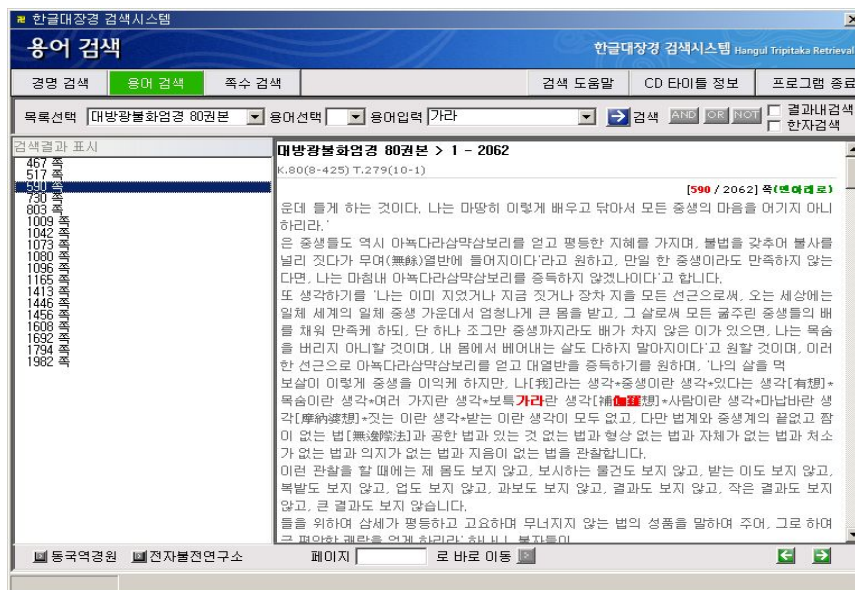 한글대장경 검색시스템
용어 검색
한글대장경 검색시스템 Hangul Tripitaka Retrieval
경명 검색 용어 검색 쪽수 검색 검색 도움말 CD 타이틀 정보 프로그램 종료
목록선택 대방광불화엄경 80권본 용어선택 용어입력 가라 검색 AND OR NOT 결과내검색
한자검색
검색결과 표시
467 쪽
517 쪽
590 쪽
730 쪽
803 쪽
1009 쪽
1042 쪽
1073 쪽
1080 쪽
1096 쪽
1165 쪽
1413 쪽
1446 쪽
1456 쪽
1608 쪽
1692 쪽
1794 쪽
1982 쪽
대방광불화엄경 80권본 > 1 - 2062
K.80(8-425) T.279(10-1)
[590 / 2062] 쪽(맨아래로)
운데 들게 하는 것이다. 나는 마땅히 이렇게 배우고 닦아서 모든 중생의 마음을 어기지 아니
하리라.'
은 중생들도 역시 아뇩다라삼먁삼보리를 얻고 평등한 지혜를 가지며, 불법을 갖추어 불사를
널리 짓다가 무여(無餘)열반에 들어지이다'라고 원하고, 만일 한 중생이라도 만족하지 않는
다면, 나는 마침내 아뇩다라삼먁삼보리를 증득하지 않겠나이다'고 합니다.
또 생각하기를 '나는 이미 지었거나 지금 짓거나 장차 지을 모든 선근으로써, 오는 세상에는
일체 세계의 일체 중생 가운데서 엄청나게 큰 몸을 받고, 그 살로써 모든 굶주린 중생들의 배
를 채워 만족케 하되, 단 하나 조그만 중생까지라도 배가 차지 않은 이가 있으면, 나는 목숨
을 버리지 아니할 것이며, 내 몸에서 베어내는 살도 다하지 말아지이다'고 원할 것이며, 이러
한 선근으로 아뇩다라삼먁삼보리를 얻고 대열반을 증득하기를 원하며, '나의 살을 먹
보살이 이렇게 중생을 이익케 하지만, 나[我]라는 생각*중생이란 생각*있다는 생각[有想]*
목숨이란 생각*여러 가지란 생각*보특가라란 생각[補伽羅想]*사람이란 생각*마납바란 생
각[摩納婆想]*짓는 이란 생각*받는 이란 생각이 모두 없고, 다만 법계와 중생계의 끝없고 짬
이 없는 법[無邊際法]과 공한 법과 있는 것 없는 법과 형상 없는 법과 자체가 없는 법과 처소
가 없는 법과 의지가 없는 법과 지음이 없는 법을 관찰합니다.
이런 관찰을 할 때에는 제 몸도 보지 않고, 보시하는 물건도 보지 않고, 받는 이도 보지 않고,
복밭도 보지 않고, 업도 보지 않고, 과보도 보지 않고, 결과도 보지 않고, 작은 결과도 보지
않고, 큰 결과도 보지 않습니다.
들을 위하여 삼세가 평등하고 고요하며 무너지지 않는 법의 성품을 말하여 주어, 그로 하여
동국역경원 전자불전연구소 페이지 로 바로 이동